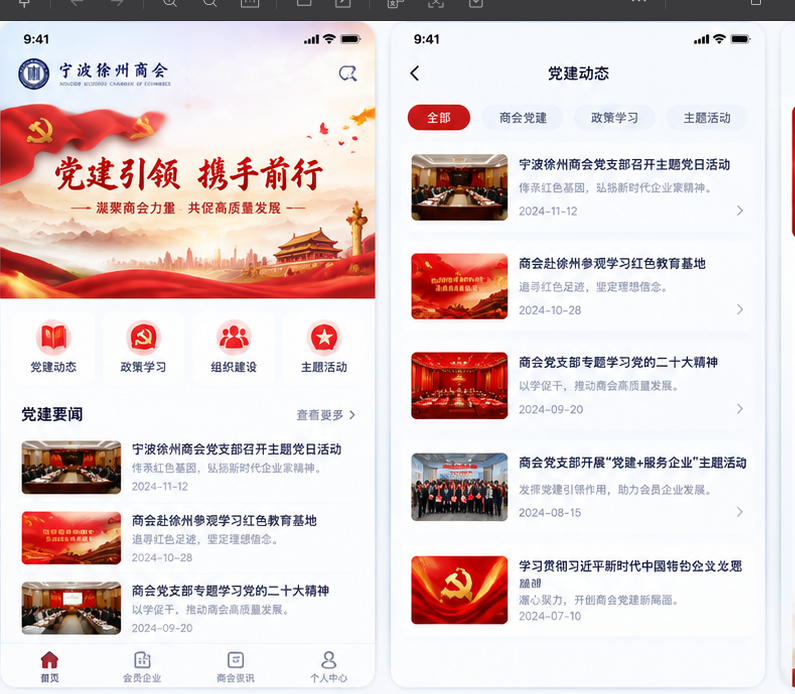 9:41
宁波徐州商会
党建引领 携手前行
凝聚商会力量 共促高质量发展
党建动态
政策学习
组织建设
主题活动
党建要闻
查看更多
宁波徐州商会党支部召开主题党日活动
传承红色基因，弘扬新时代企业家精神。
2024-11-12
商会赴徐州参观学习红色教育基地
追寻红色足迹，坚定理想信念。
2024-10-28
商会党支部专题学习党的二十大精神
以学促干，推动商会高质量发展。
2024-09-20
首页
会员企业
商会资讯
个人中心
9:41
党建动态
全部
商会党建
政策学习
主题活动
宁波徐州商会党支部召开主题党日活动
传承红色基因，弘扬新时代企业家精神。
2024-11-12
商会赴徐州参观学习红色教育基地
追寻红色足迹，坚定理想信念。
2024-10-28
商会党支部专题学习党的二十大精神
以学促干，推动商会高质量发展。
2024-09-20
商会党支部开展“党建+服务企业”主题活动
发挥党建引领作用，助力会员企业发展。
2024-08-15
学习贯彻习近平新时代中国特色
凝心聚力，开创商会党建新局面。
2024-07-10